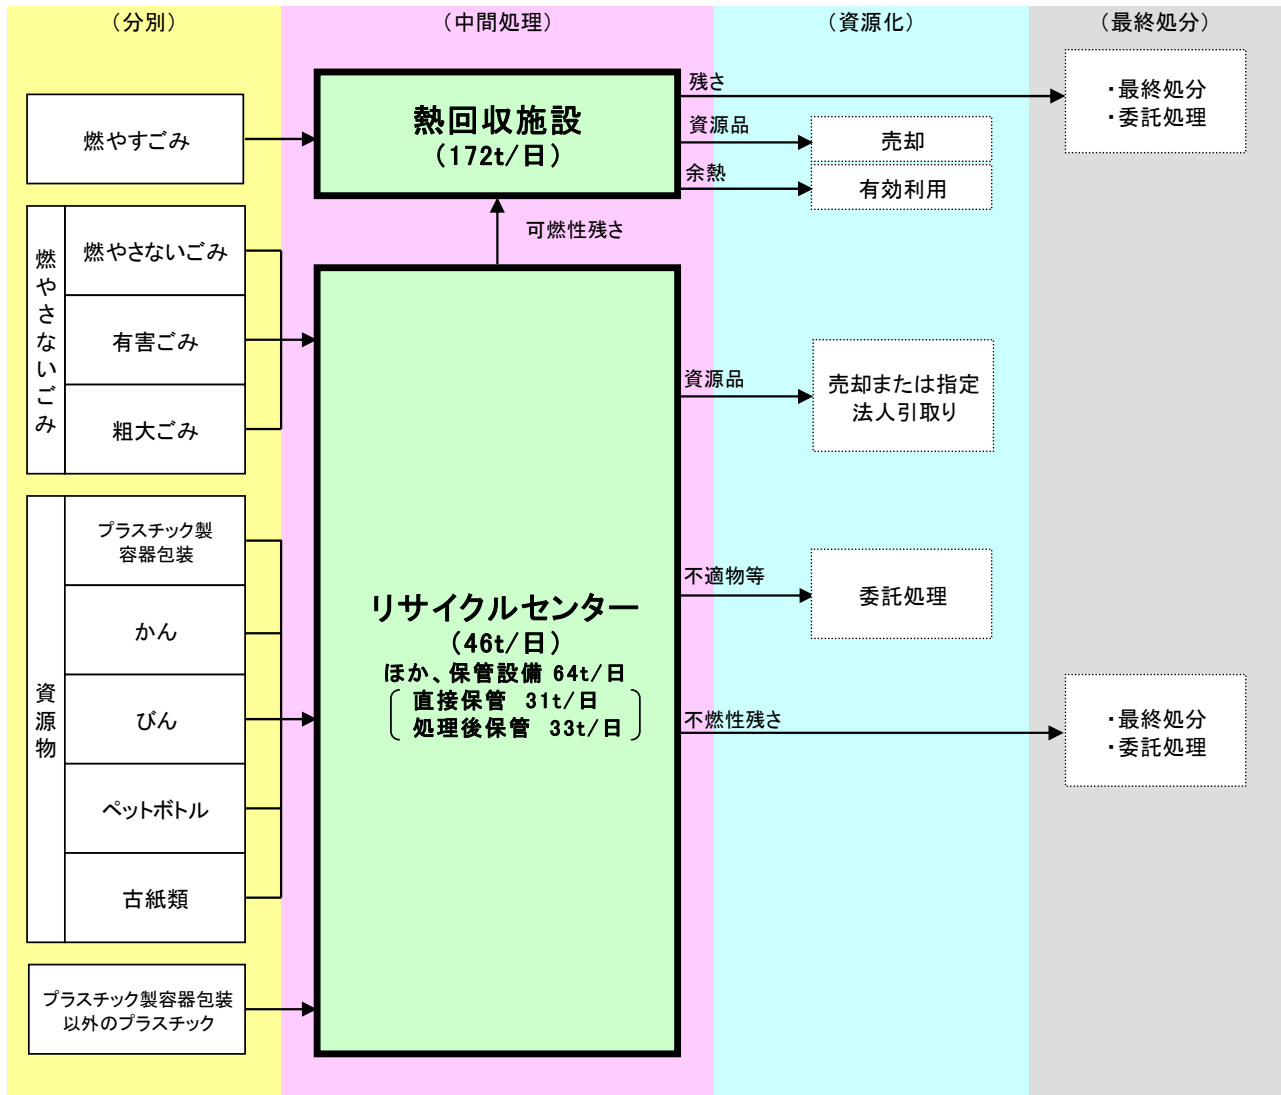 （分別）
（中間処理）
（資源化）
（最終処分）
燃やすごみ
熱回収施設
（172t/日）
残さ
資源品
余熱
売却
有効利用
・最終処分
・委託処理
可燃性残さ
燃やさないごみ
燃やさないごみ
有害ごみ
粗大ごみ
資源物
プラスチック製
容器包装
かん
びん
ペットボトル
古紙類
プラスチック製容器包装
以外のプラスチック
リサイクルセンター
（46t/日）
ほか、保管設備 64t/日
直接保管 31t/日
処理後保管 33t/日
資源品
売却または指定
法人引取り
不適物等
委託処理
不燃性残さ
・最終処分
・委託処理